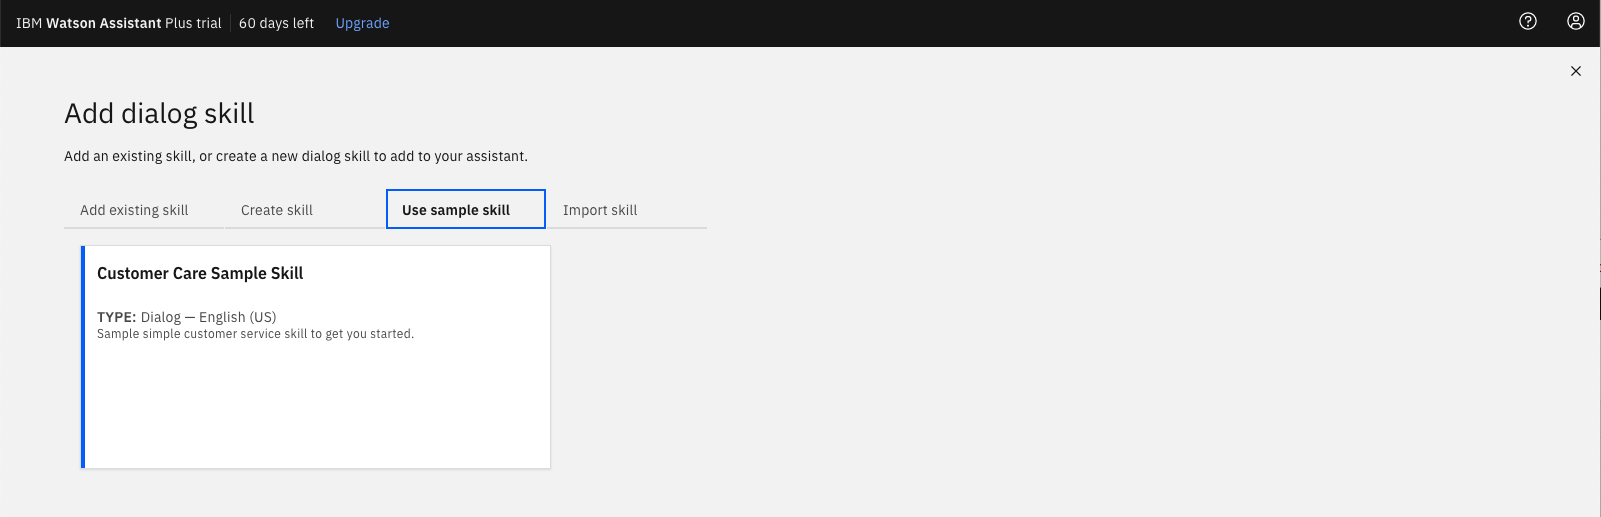 IBM Watson Assistant Plus trial 60 days left Upgrade
Add dialog skill
Add an existing skill, or create a new dialog skill to add to your assistant.
Add existing skill Create skill Use sample skill Import skill
Customer Care Sample Skill
TYPE: Dialog — English (US)
Sample simple customer service skill to get you started.